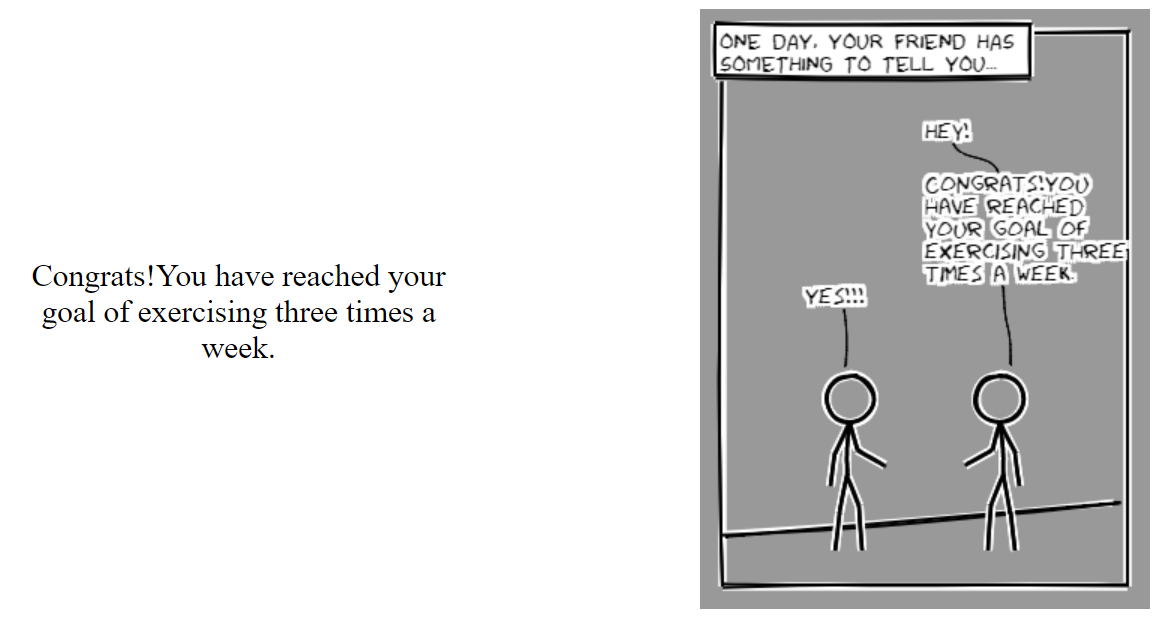 Congrats!You have reached your
goal of exercising three times a
week.
ONE DAY, YOUR FRIEND HAS
SOMETHING TO TELL YOU...
HEY!
CONGRATS!YOU
HAVE REACHED
YOUR GOAL OF
EXERCISING THREE
TIMES A WEEK.
YES!!!